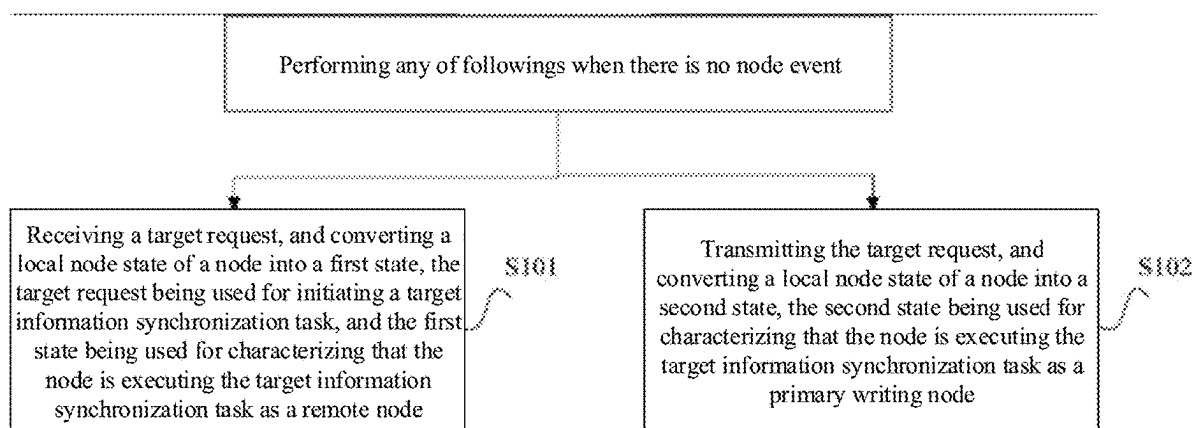 Performing any of followings when there is no node event
Receiving a target request, and converting a
local node state of a node into a first state, the
target request being used for initiating a target
information synchronization task, and the first
state being used for characterizing that the
node is executing the target information
synchronization task as a remote node
S101
Transmitting the target request, and
converting a local node state of a node into a
second state, the second state being used for
characterizing that the node is executing the
target information synchronization task as a
primary writing node
S102